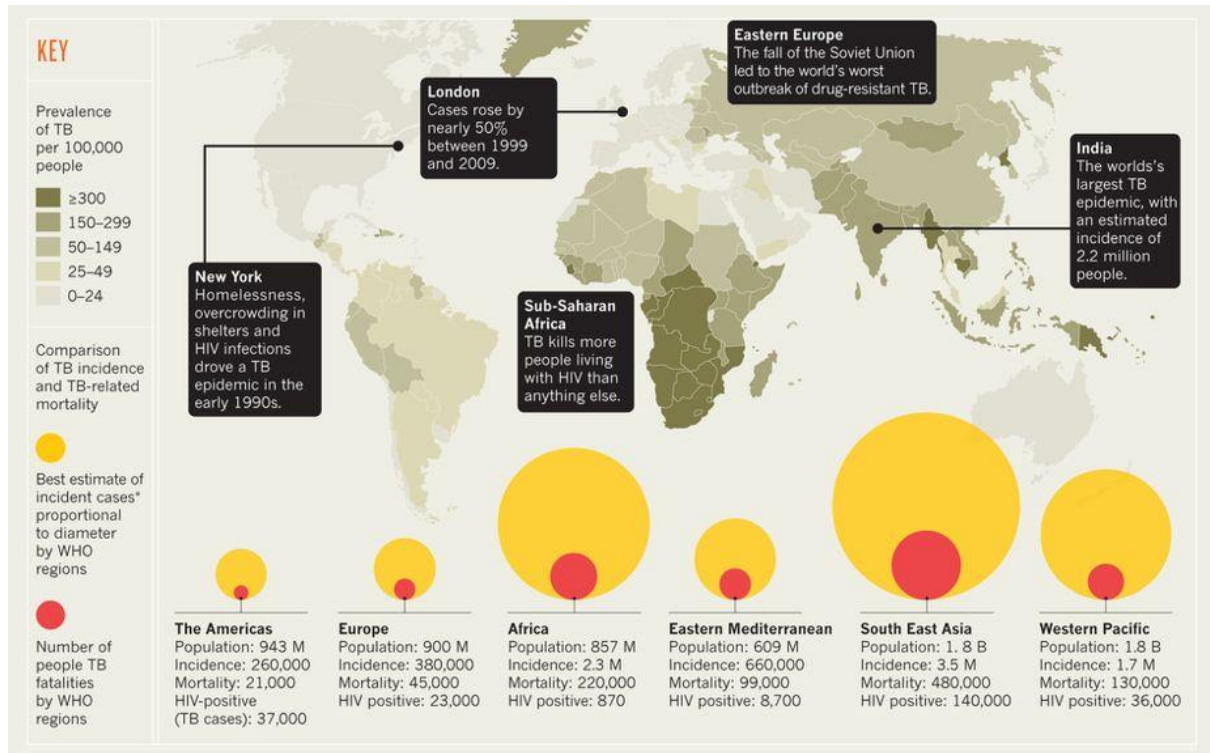 KEY
Prevalence
of TB
per 100,000
people
≥300
150–299
50–149
25–49
0–24
Comparison
of TB incidence
and TB-related
mortality
Best estimate of
incident cases*
proportional
to diameter
by WHO
regions
Number of
people TB
fatalities
by WHO
regions
London
Cases rose by
nearly 50%
between 1999
and 2009.
Eastern Europe
The fall of the Soviet Union
led to the world's worst
outbreak of drug-resistant TB.
India
The worlds's
largest TB
epidemic, with
an estimated
incidence of
2.2 million
people.
New York
Homelessness,
overcrowding in
shelters and
HIV infections
drove a TB
epidemic in the
early 1990s.
Sub-Saharan
Africa
TB kills more
people living
with HIV than
anything else.
The Americas
Population: 943 M
Incidence: 260,000
Mortality: 21,000
HIV-positive
(TB cases): 37,000
Europe
Population: 900 M
Incidence: 380,000
Mortality: 45,000
HIV positive: 23,000
Africa
Population: 857 M
Incidence: 2.3 M
Mortality: 220,000
HIV positive: 870
Eastern Mediterranean
Population: 609 M
Incidence: 660,000
Mortality: 99,000
HIV positive: 8,700
South East Asia
Population: 1. 8 B
Incidence: 3.5 M
Mortality: 480,000
HIV positive: 140,000
Western Pacific
Population: 1.8 B
Incidence: 1.7 M
Mortality: 130,000
HIV positive: 36,000